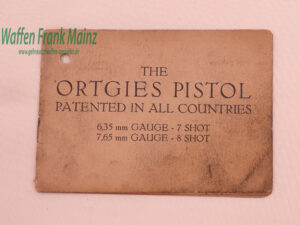 Waffen Frank Mainz
THE
ORTGIES PISTOL
PATENTED IN ALL COUNTRIES
6,35 mm GAUGE - 7 SHOT
7,65 mm GAUGE - 8 SHOT